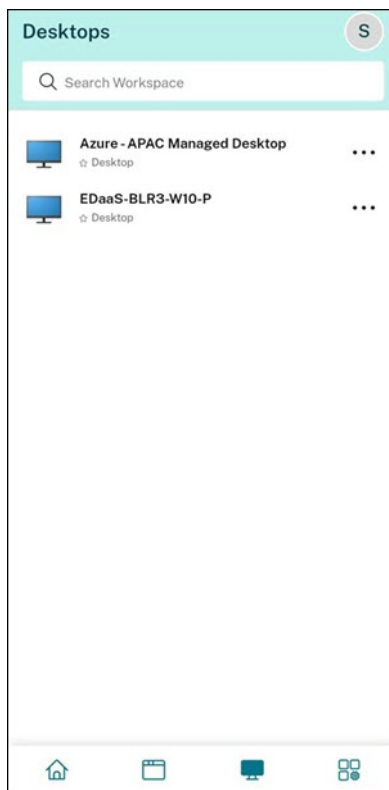 Desktops
S
Search Workspace
Azure - APAC Managed Desktop
Desktop
EDaaS-BLR3-W10-P
Desktop